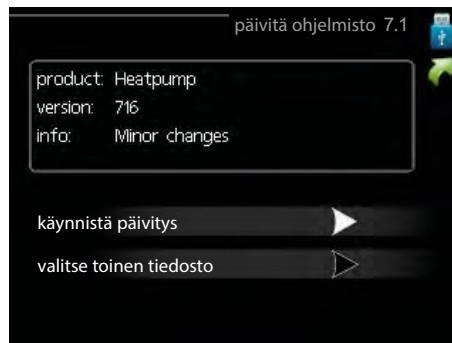 päivitä ohjelmisto 7.1
product: Heatpump
version: 716
info: Minor changes
käynnistä päivitys
valitse toinen tiedosto